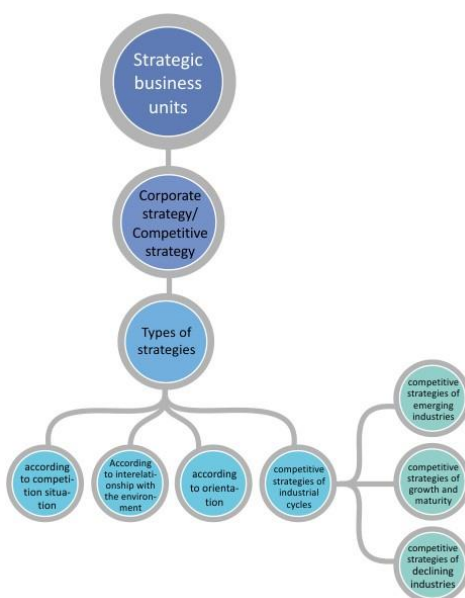 Strategic
business
units
Corporate
strategy/
Competitive
strategy
Types of
strategies
according
to competi-
tion situa-
tion
According
to interelati-
onship with
the environ-
ment
according
to orienta-
tion
competitive
strategies of
industrial
cycles
competitive
strategies of
emerging
industries
competitive
strategies of
growth and
maturity
competitive
strategies of
declining
industries